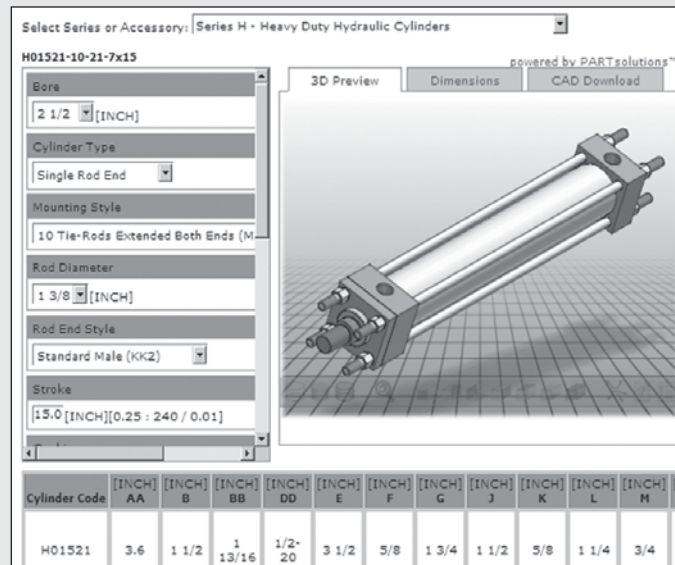 Select Series or Accessory: Series H - Heavy Duty Hydraulic Cylinders
H01521-10-21-7x15
powered by PARTsolutions™
Bore
2 1/2 [INCH]
Cylinder Type
Single Rod End
Mounting Style
10 Tie-Rods Extended Both Ends (M
Rod Diameter
1 3/8 [INCH]
Rod End Style
Standard Male (KK2)
Stroke
15.0 [INCH][0.25 : 240 / 0.01]
3D Preview Dimensions CAD Download
Cylinder Code [INCH] AA [INCH] B [INCH] BB [INCH] DD [INCH] E [INCH] F [INCH] G [INCH] J [INCH] K [INCH] L [INCH] M
H01521 3.6 1 1/2 1 13/16 1/2-20 3 1/2 5/8 1 3/4 1 1/2 5/8 1 1/4 3/4